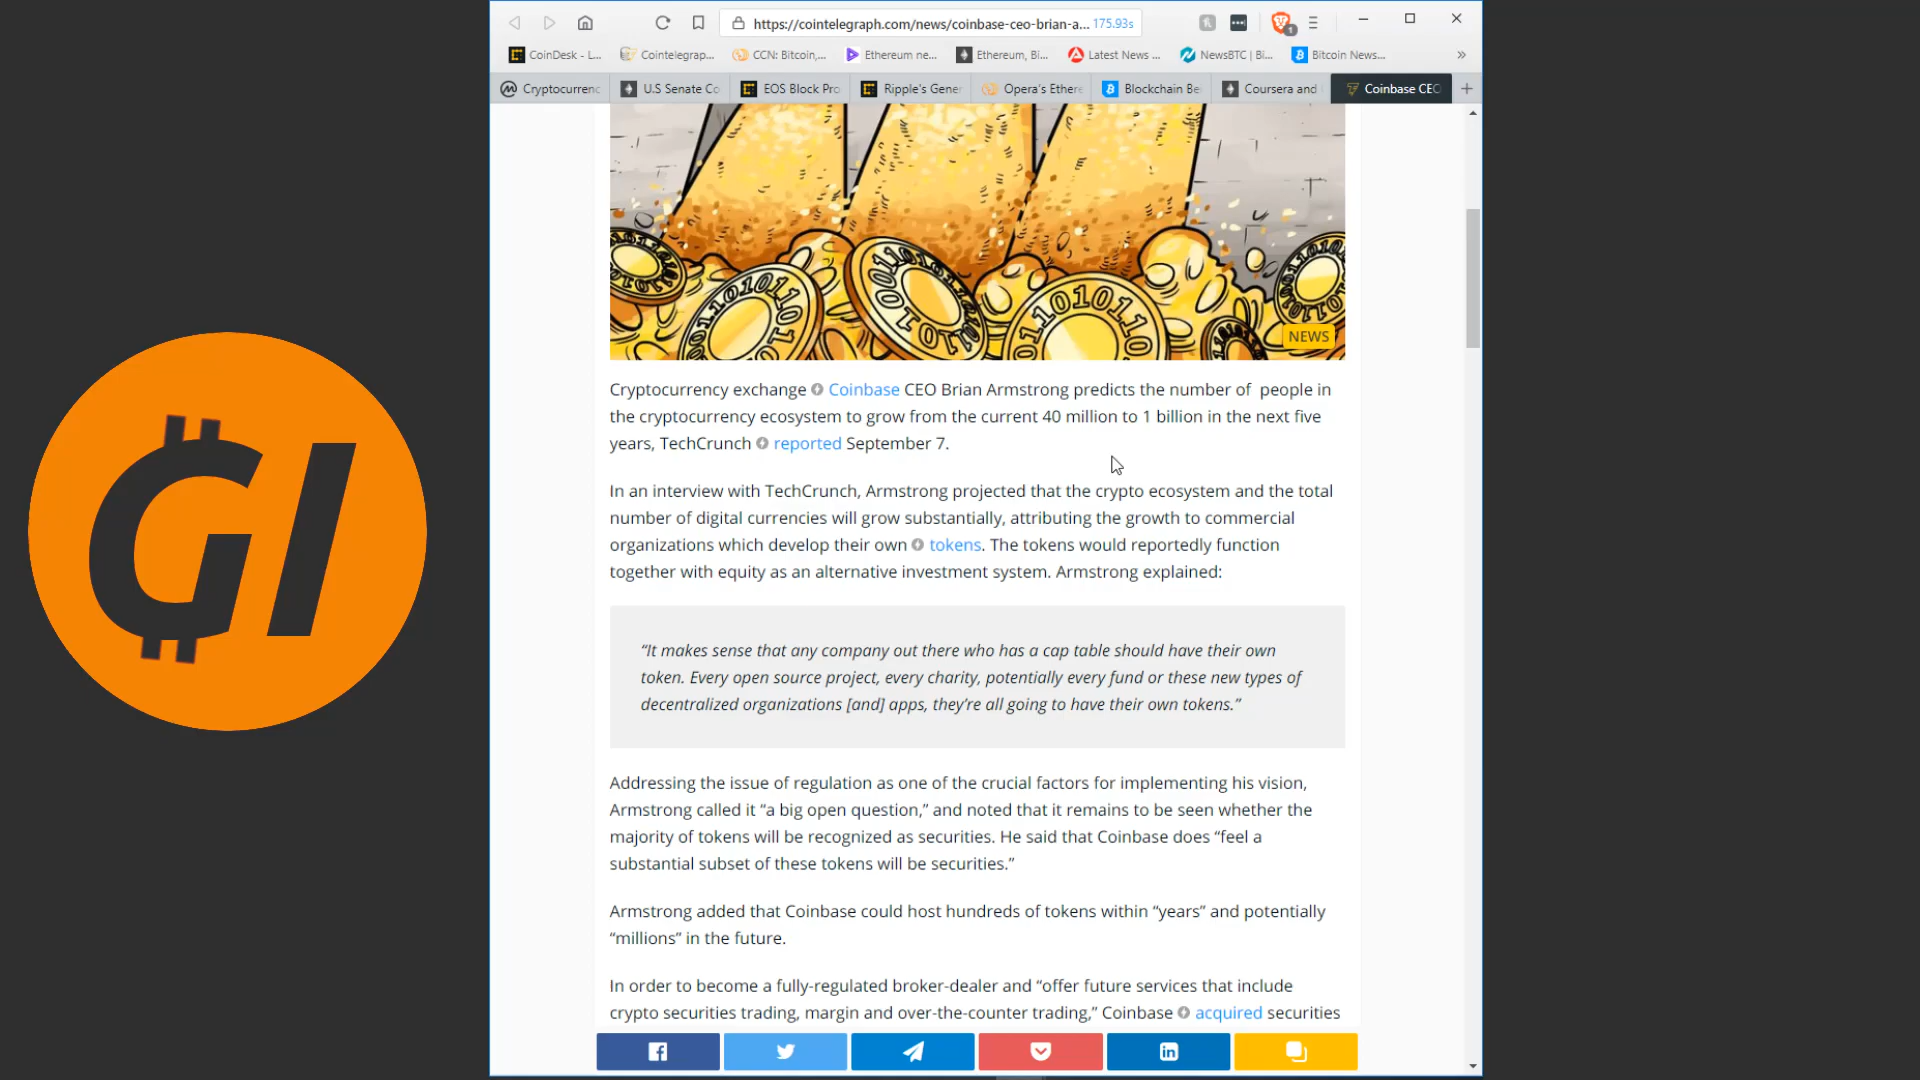 https://cointelegraph.com/news/coinbase-ceo-brian-a... 175.93s
1
CoinDesk - L... Cointelegrap... CCN: Bitcoin,... Ethereum ne... Ethereum, Bi... Latest News ... NewsBTC | Bi... Bitcoin News... »
Cryptocurrenc U.S Senate Co EOS Block Pro Ripple's Gener Opera's Ethere Blockchain Be Coursera and Coinbase CEO
NEWS
GI
Cryptocurrency exchange Coinbase CEO Brian Armstrong predicts the number of people in
the cryptocurrency ecosystem to grow from the current 40 million to 1 billion in the next five
years, TechCrunch reported September 7.
In an interview with TechCrunch, Armstrong projected that the crypto ecosystem and the total
number of digital currencies will grow substantially, attributing the growth to commercial
organizations which develop their own tokens. The tokens would reportedly function
together with equity as an alternative investment system. Armstrong explained:
“It makes sense that any company out there who has a cap table should have their own
token. Every open source project, every charity, potentially every fund or these new types of
decentralized organizations [and] apps, they’re all going to have their own tokens.”
Addressing the issue of regulation as one of the crucial factors for implementing his vision,
Armstrong called it “a big open question,” and noted that it remains to be seen whether the
majority of tokens will be recognized as securities. He said that Coinbase does “feel a
substantial subset of these tokens will be securities.”
Armstrong added that Coinbase could host hundreds of tokens within “years” and potentially
“millions” in the future.
In order to become a fully-regulated broker-dealer and “offer future services that include
crypto securities trading, margin and over-the-counter trading,” Coinbase acquired securities